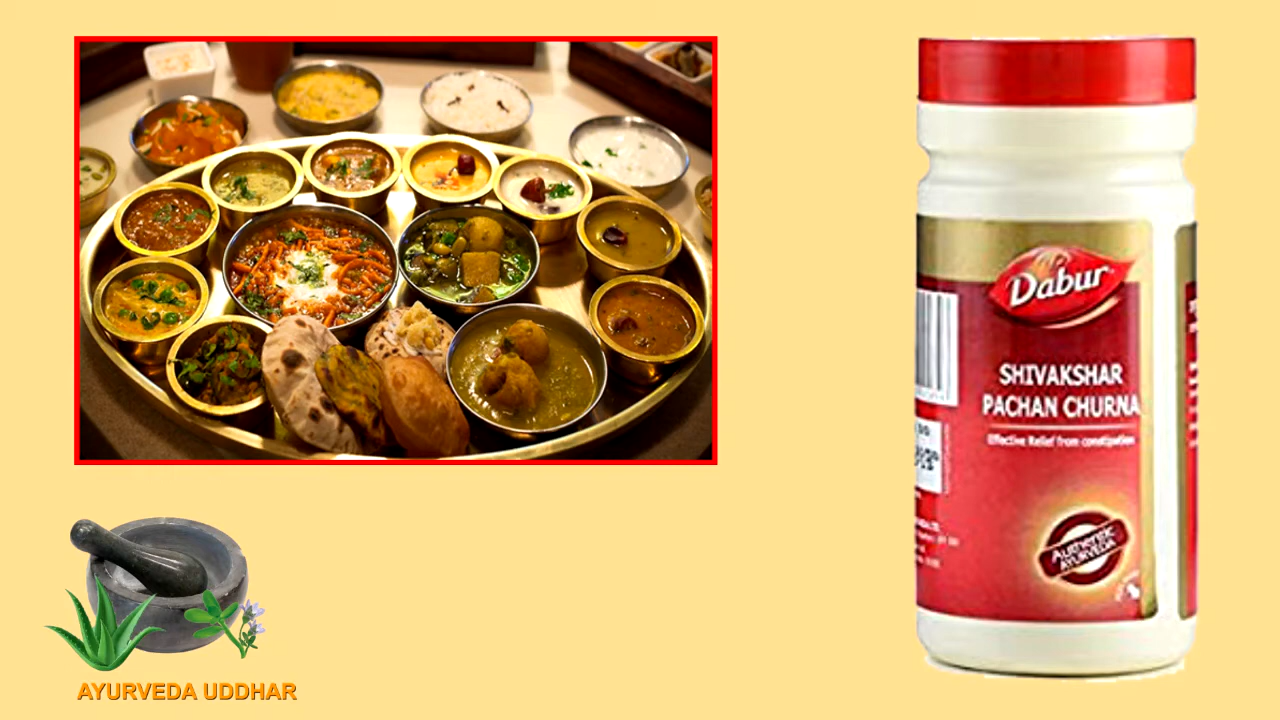 Dabur
SHIVAKSHAR
PACHAN CHURNA
Effective Relief from constipation
Authentic
AYURVEDA
AYURVEDA UDDHAR